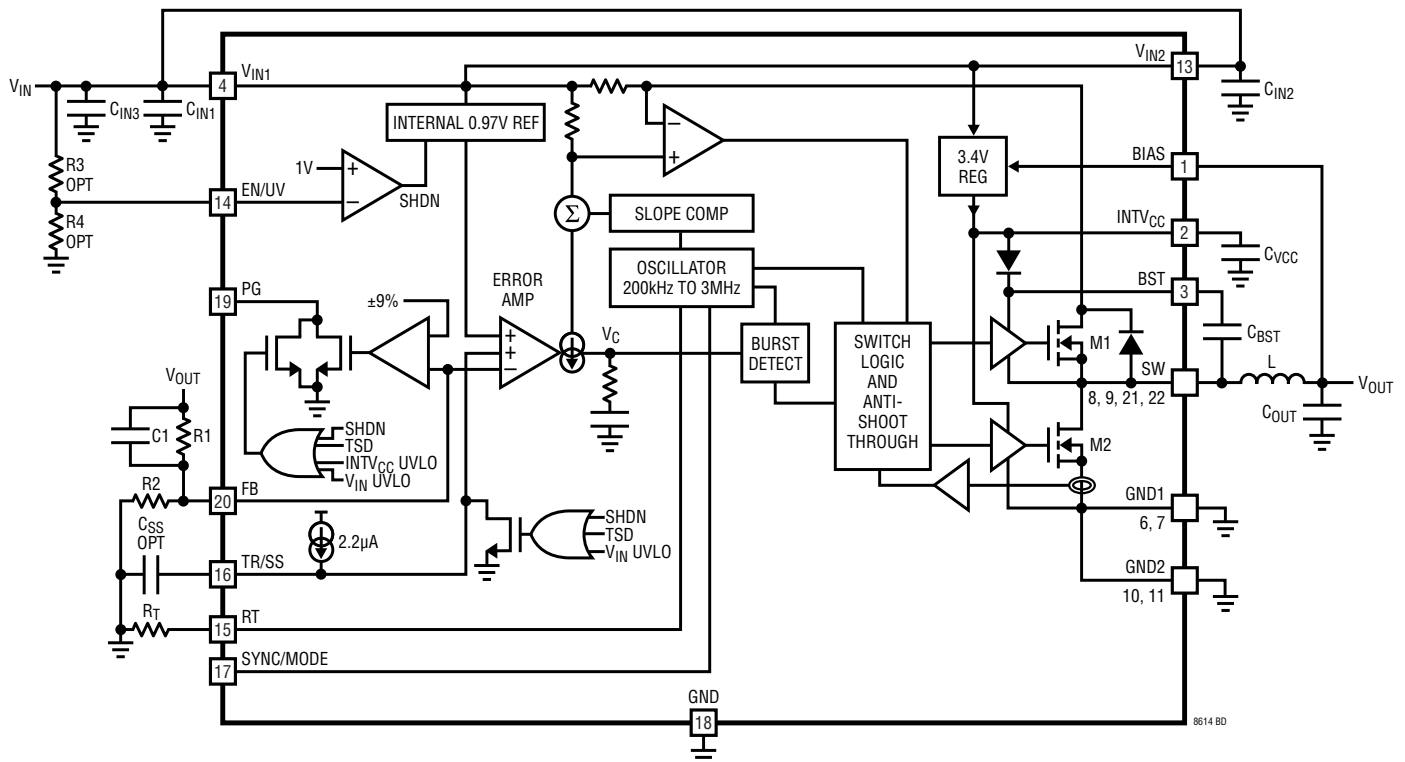 VIN
CIN3
CIN1
4
VIN1
VIN2
13
CIN2
INTERNAL 0.97V REF
R3
OPT
1V
+
−
SHDN
EN/UV
14
R4
OPT
−
+
3.4V
REG
BIAS
1
Σ
SLOPE COMP
INTVCC
2
CVCC
OSCILLATOR
200kHz TO 3MHz
PG
19
±9%
ERROR
AMP
+
+
−
VC
BURST
DETECT
SWITCH
LOGIC
AND
ANTI-
SHOOT
THROUGH
BST
3
CBST
M1
SW
8, 9, 21, 22
L
VOUT
COUT
M2
VOUT
C1
R1
SHDN
TSD
INTVCC UVLO
VIN UVLO
R2
FB
20
CSS
OPT
2.2µA
TR/SS
16
SHDN
TSD
VIN UVLO
GND1
6, 7
GND2
10, 11
RT
RT
15
SYNC/MODE
17
GND
18
8614 BD